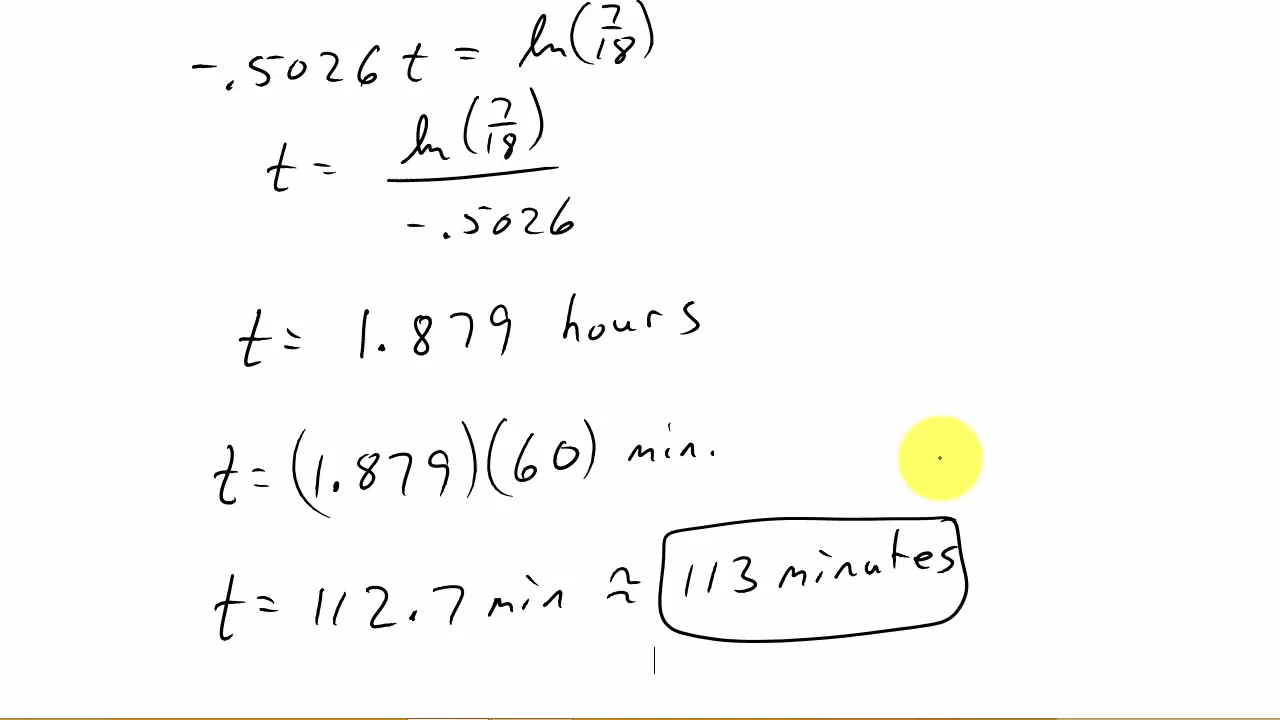 -.5026 t = ln(7/18)
t = ln(7/18) / -.5026
t = 1.879 hours
t = (1.879)(60) min.
t = 112.7 min ≈ 113 minutes